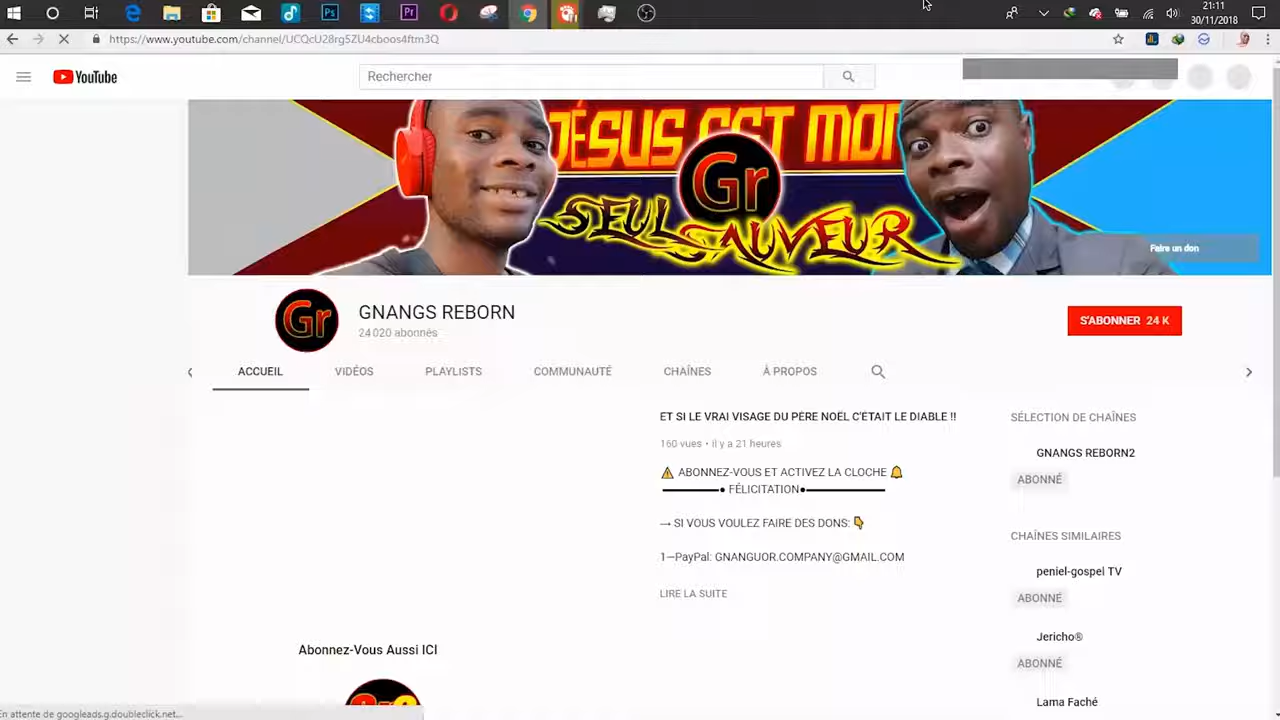 21:11
30/11/2018
https://www.youtube.com/channel/UCQcU28rg5ZU4cboos4ftm3Q
YouTube
Rechercher
JÉSUS EST MON
Gr
SEUL SAUVEUR
Faire un don
Gr
GNANGS REBORN
24 020 abonnés
S'ABONNER 24 K
ACCUEIL
VIDÉOS
PLAYLISTS
COMMUNAUTÉ
CHAÎNES
À PROPOS
ET SI LE VRAI VISAGE DU PÈRE NOËL C'ÉTAIT LE DIABLE !!
160 vues • il y a 21 heures
⚠ ABONNEZ-VOUS ET ACTIVEZ LA CLOCHE 🔔
————● FÉLICITATION●————
→ SI VOUS VOULEZ FAIRE DES DONS: 👇
1—PayPal: GNANGUOR.COMPANY@GMAIL.COM
LIRE LA SUITE
SÉLECTION DE CHAÎNES
GNANGS REBORN2
ABONNÉ
CHAÎNES SIMILAIRES
peniel-gospel TV
ABONNÉ
Jericho®
ABONNÉ
Lama Faché
Abonnez-Vous Aussi ICI
En attente de googleads.g.doubleclick.net...